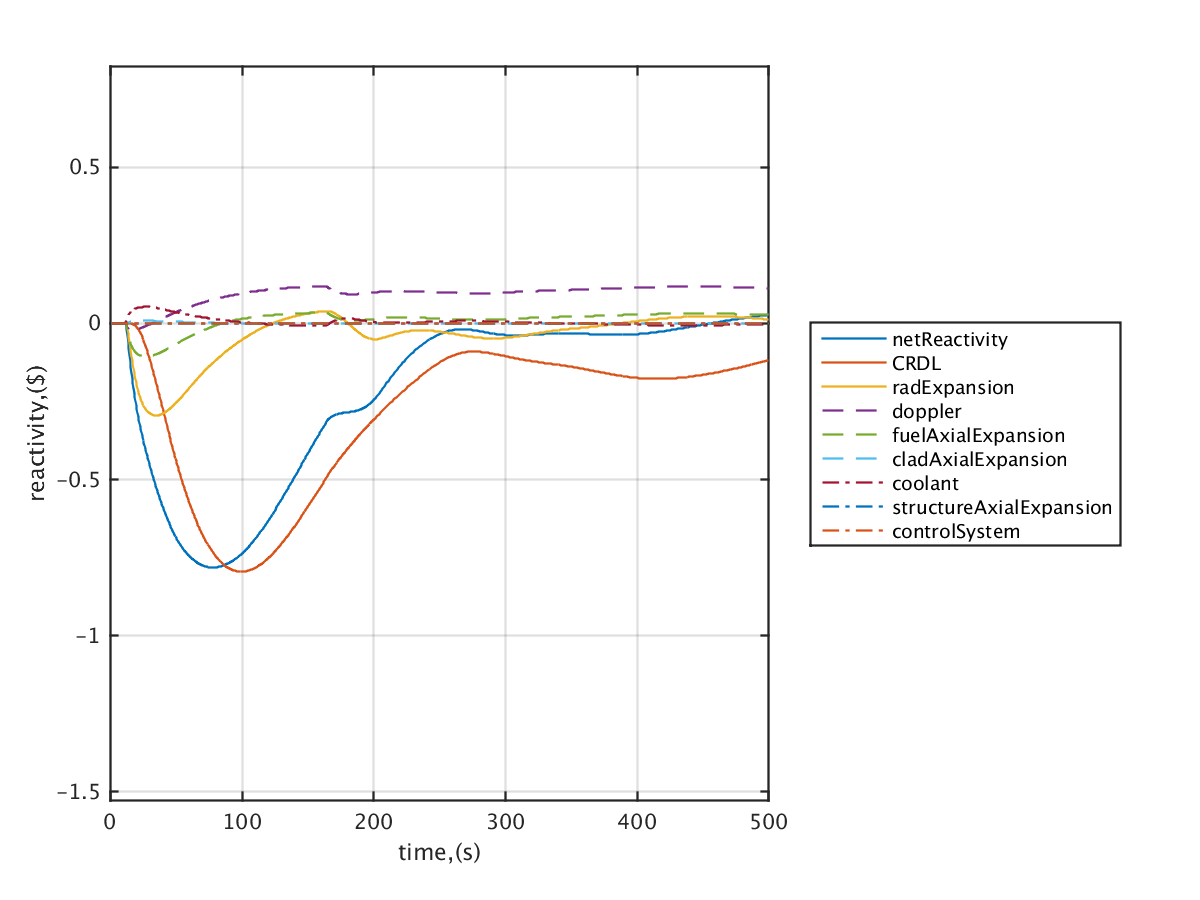 0.5
0
-0.5
-1
-1.5
reactivity,($)
0 100 200 300 400 500
time,(s)
netReactivity
CRDL
radExpansion
doppler
fuelAxialExpansion
cladAxialExpansion
coolant
structureAxialExpansion
controlSystem